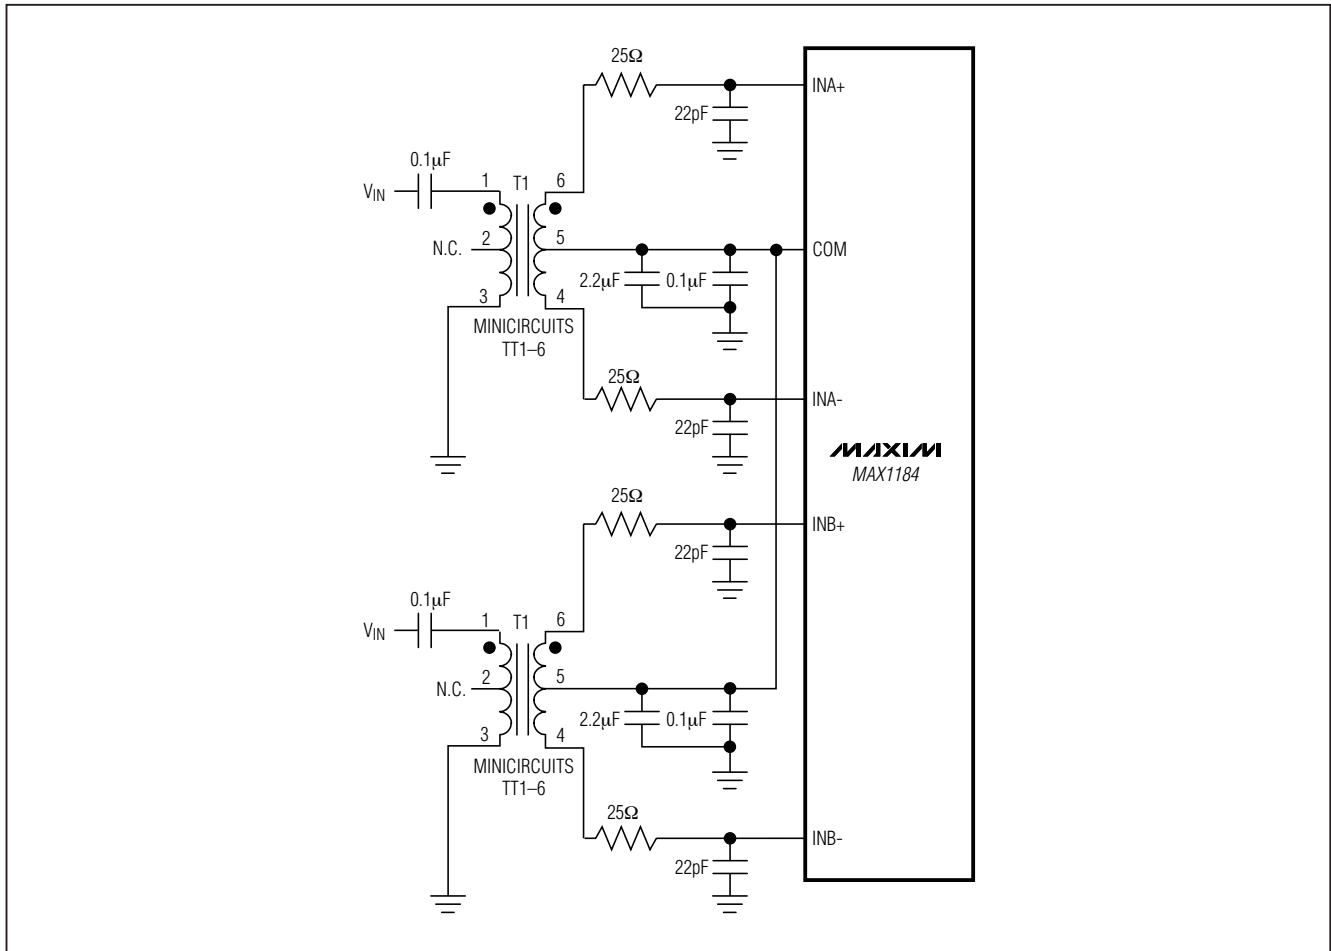 25Ω
INA+
22pF
0.1μF
VIN
1
T1
6
N.C.
2
5
COM
2.2μF
0.1μF
3
4
MINICIRCUITS
TT1–6
25Ω
INA-
22pF
MAXIM
MAX1184
25Ω
INB+
22pF
0.1μF
VIN
1
T1
6
N.C.
2
5
2.2μF
0.1μF
3
4
MINICIRCUITS
TT1–6
25Ω
INB-
22pF